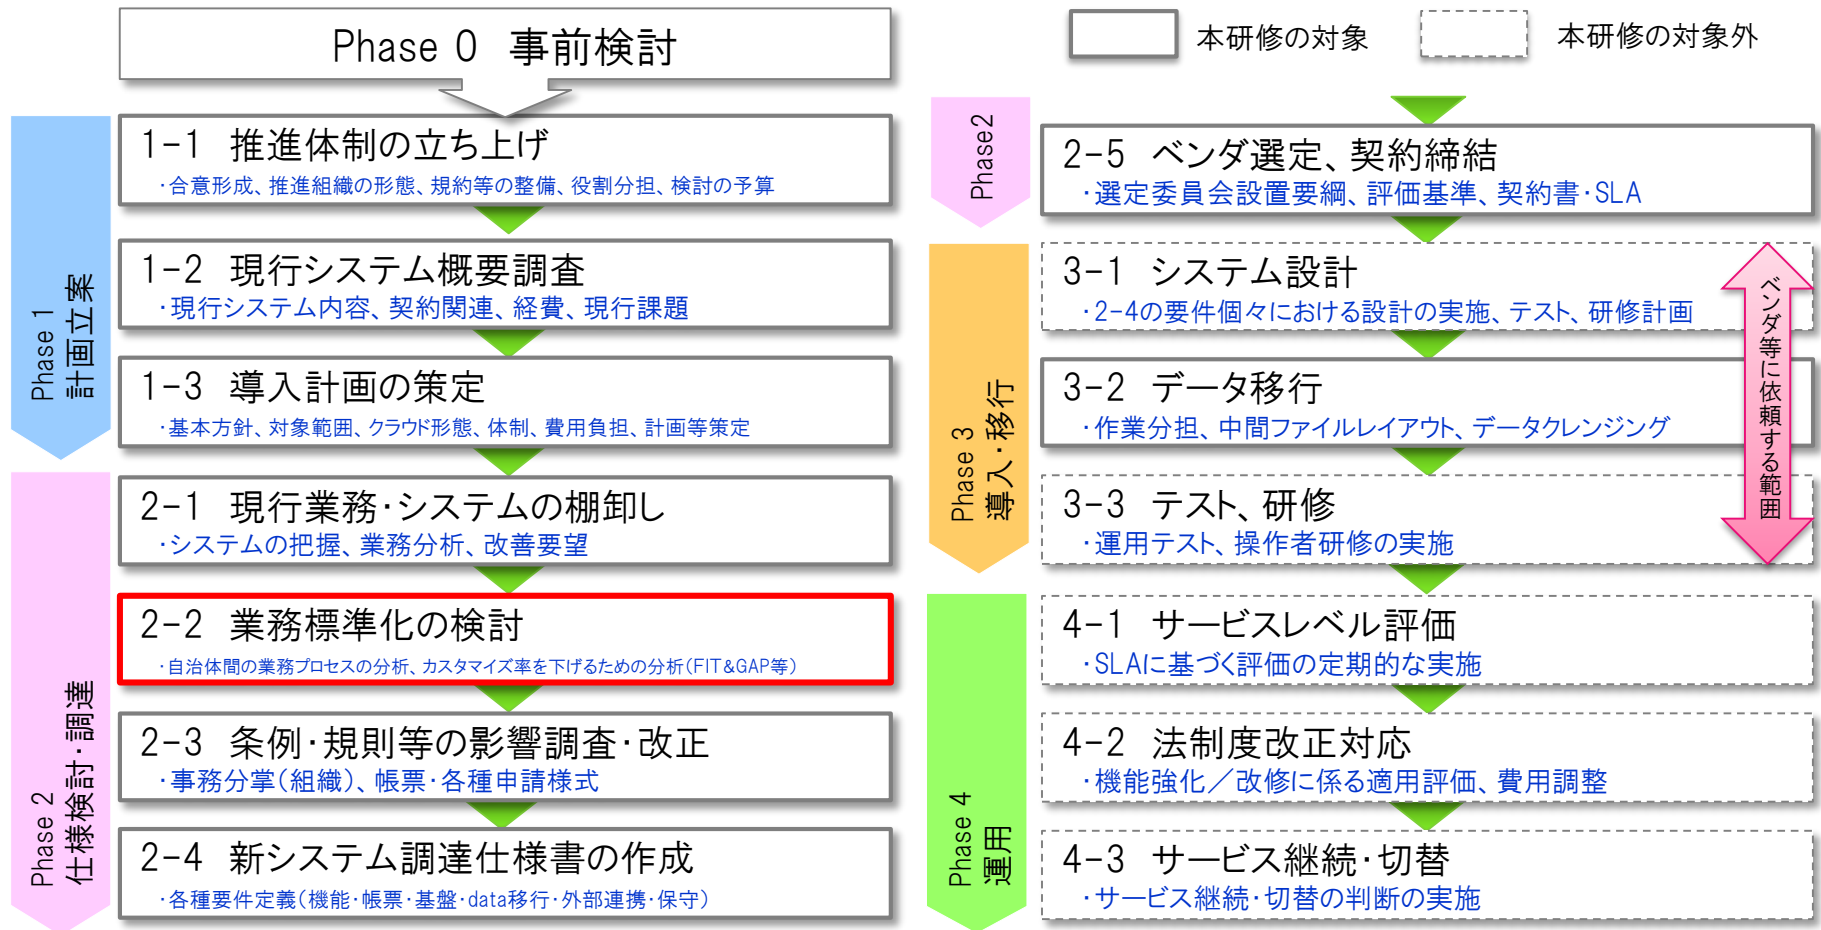 Phase 0 事前検討
本研修の対象
本研修の対象外
Phase 1
計画立案
1-1 推進体制の立ち上げ
・合意形成、推進組織の形態、規約等の整備、役割分担、検討の予算
1-2 現行システム概要調査
・現行システム内容、契約関連、経費、現行課題
1-3 導入計画の策定
・基本方針、対象範囲、クラウド形態、体制、費用負担、計画等策定
Phase 2
仕様検討・調達
2-1 現行業務・システムの棚卸し
・システムの把握、業務分析、改善要望
2-2 業務標準化の検討
・自治体間の業務プロセスの分析、カスタマイズ率を下げるための分析(FIT&GAP等)
2-3 条例・規則等の影響調査・改正
・事務分掌(組織)、帳票・各種申請様式
2-4 新システム調達仕様書の作成
・各種要件定義(機能・帳票・基盤・data移行・外部連携・保守)
Phase2
2-5 ベンダ選定、契約締結
・選定委員会設置要綱、評価基準、契約書・SLA
Phase 3
導入・移行
3-1 システム設計
・2-4の要件個々における設計の実施、テスト、研修計画
3-2 データ移行
・作業分担、中間ファイルレイアウト、データクレンジング
3-3 テスト、研修
・運用テスト、操作者研修の実施
ベンダ等に依頼する範囲
Phase 4
運用
4-1 サービスレベル評価
・SLAに基づく評価の定期的な実施
4-2 法制度改正対応
・機能強化／改修に係る適用評価、費用調整
4-3 サービス継続・切替
・サービス継続・切替の判断の実施